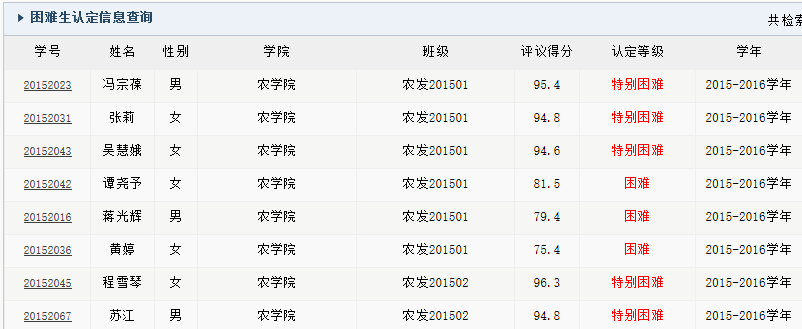 困难生认定信息查询 共检索
学号 姓名 性别 学院 班级 评议得分 认定等级 学年
20152023 冯宗葆 男 农学院 农发201501 95.4 特别困难 2015-2016学年
20152031 张莉 女 农学院 农发201501 94.8 特别困难 2015-2016学年
20152043 吴慧娥 女 农学院 农发201501 94.6 特别困难 2015-2016学年
20152042 谭尧予 女 农学院 农发201501 81.5 困难 2015-2016学年
20152016 蒋光辉 男 农学院 农发201501 79.4 困难 2015-2016学年
20152036 黄婷 女 农学院 农发201501 75.4 困难 2015-2016学年
20152045 程雪琴 女 农学院 农发201502 96.3 特别困难 2015-2016学年
20152067 苏江 男 农学院 农发201502 94.8 特别困难 2015-2016学年